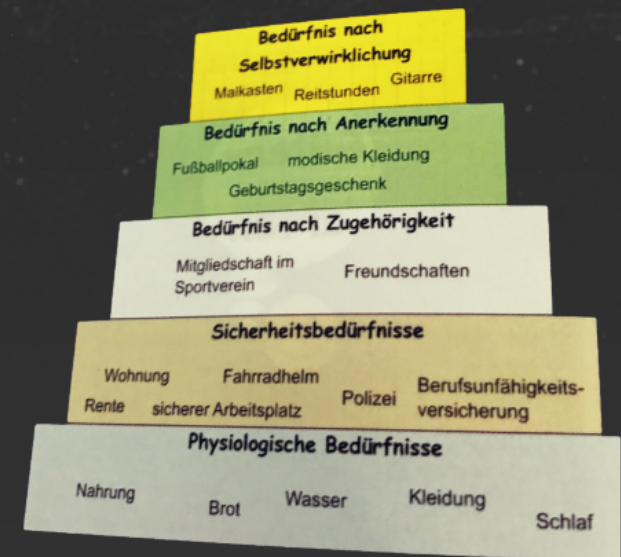 Bedürfnis nach
Selbstverwirklichung
Malkasten Reitstunden Gitarre
Bedürfnis nach Anerkennung
Fußballpokal modische Kleidung
Geburtstagsgeschenk
Bedürfnis nach Zugehörigkeit
Mitgliedschaft im
Sportverein Freundschaften
Sicherheitsbedürfnisse
Wohnung Fahrradhelm
Rente sicherer Arbeitsplatz Polizei Berufsunfähigkeits-
versicherung
Physiologische Bedürfnisse
Nahrung Brot Wasser Kleidung Schlaf